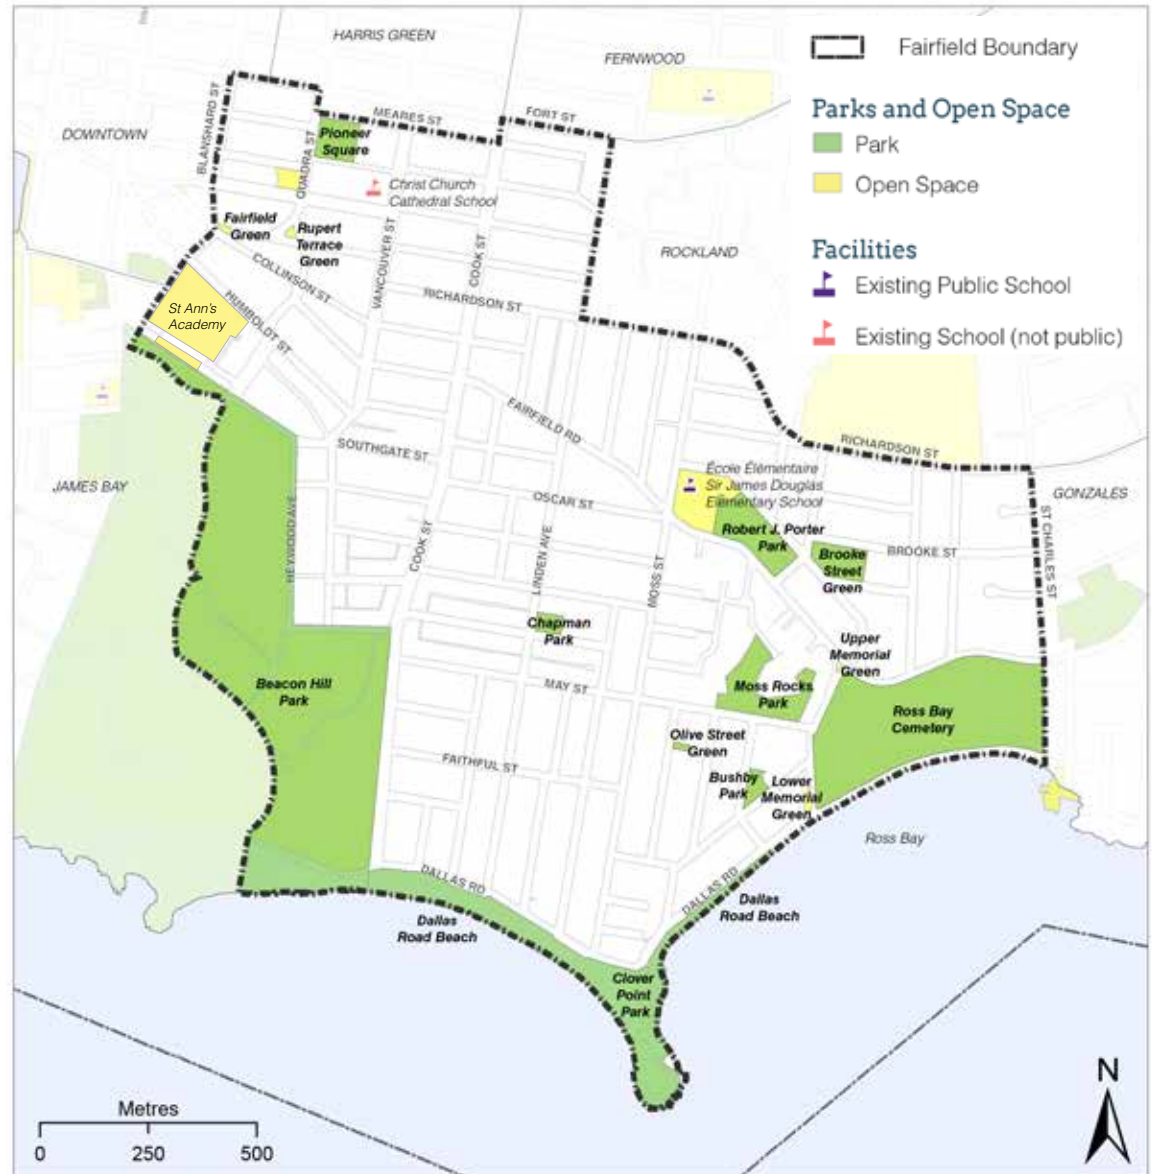 HARRIS GREEN
FERNWOOD
DOWNTOWN
BLANSHARD ST
MEARES ST
FORT ST
Pioneer
Square
QUADRA ST
Christ Church
Cathedral School
Fairfield
Green
Rupert
Terrace
Green
VANCOUVER ST
COOK ST
ROCKLAND
COLLINSON ST
RICHARDSON ST
St Ann's
Academy
HUMBOLDT ST
FAIRFIELD RD
RICHARDSON ST
SOUTHGATE ST
JAMES BAY
HEYWOOD AVE
OSCAR ST
École Élémentaire
Sir James Douglas
Elementary School
GONZALES
ST CHARLES ST
Robert J. Porter
Park
Brooke
Street
Green
BROOKE ST
COOK ST
LINDEN AVE
MOSS ST
Chapman
Park
Upper
Memorial
Green
Beacon Hill
Park
MAY ST
Moss Rocks
Park
Ross Bay
Cemetery
Olive Street
Green
FAITHFUL ST
Bushby
Park
Lower
Memorial
Green
Ross Bay
DALLAS RD
DALLAS RD
Dallas
Road Beach
Dallas
Road Beach
Clover
Point
Park
Fairfield Boundary
Parks and Open Space
Park
Open Space
Facilities
Existing Public School
Existing School (not public)
Metres
0 250 500
N